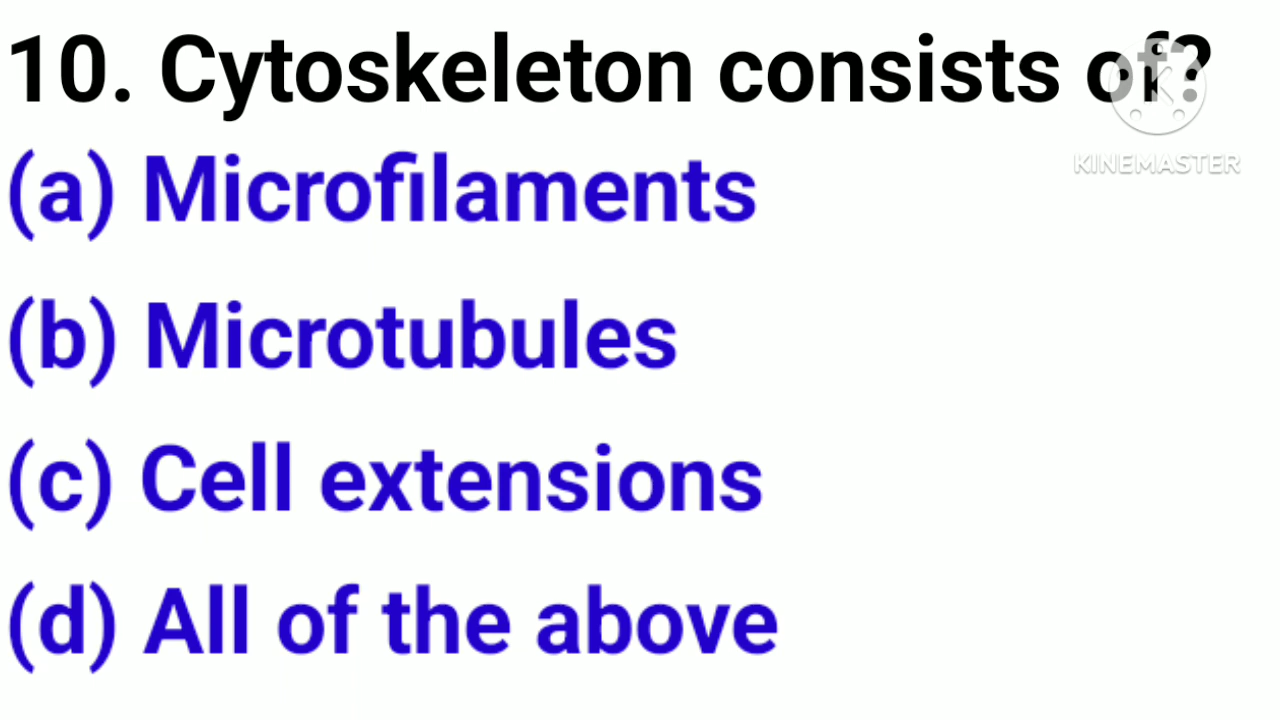 10. Cytoskeleton consists of?
KINEMASTER
(a) Microfilaments
(b) Microtubules
(c) Cell extensions
(d) All of the above